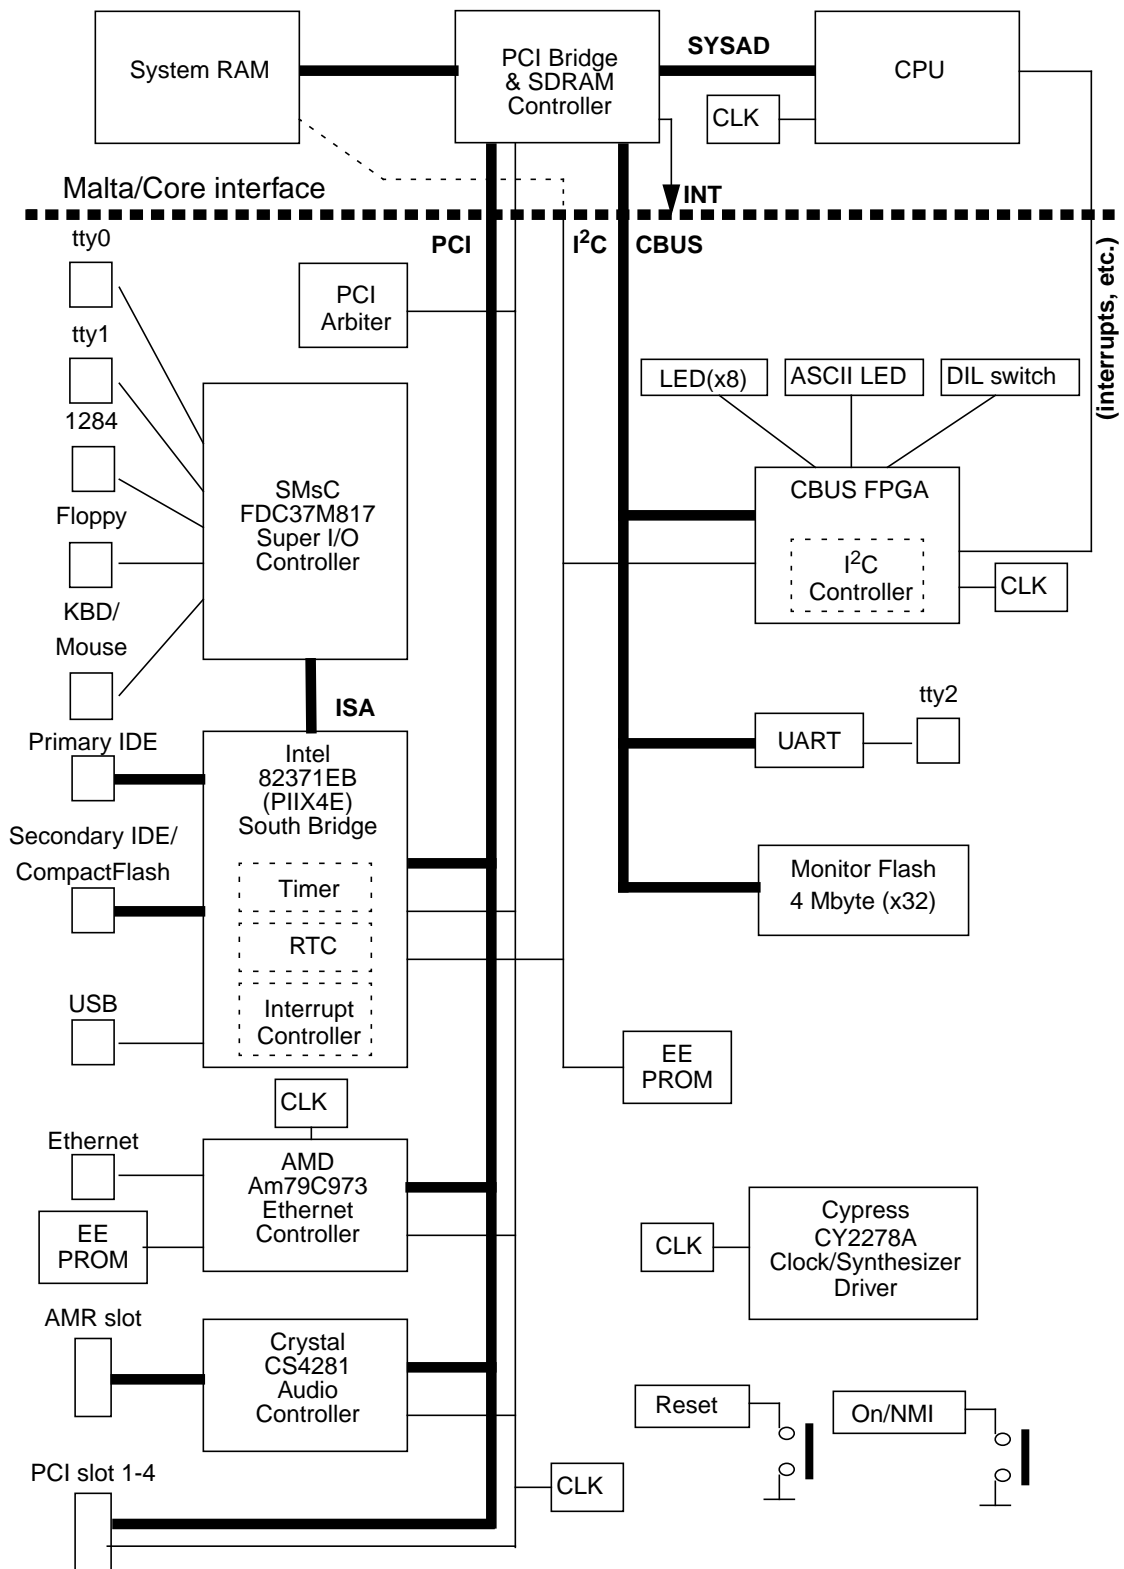 System RAM
PCI Bridge
& SDRAM
Controller
SYSAD
CPU
CLK
Malta/Core interface
INT
PCI
I²C
CBUS
(interrupts, etc.)
tty0
PCI
Arbiter
tty1
1284
Floppy
KBD/
Mouse
SMsC
FDC37M817
Super I/O
Controller
LED(x8)
ASCII LED
DIL switch
CBUS FPGA
I²C
Controller
CLK
ISA
tty2
UART
Primary IDE
Secondary IDE/
CompactFlash
USB
Intel
82371EB
(PIIX4E)
South Bridge
Timer
RTC
Interrupt
Controller
Monitor Flash
4 Mbyte (x32)
EE
PROM
CLK
Ethernet
EE
PROM
AMD
Am79C973
Ethernet
Controller
CLK
Cypress
CY2278A
Clock/Synthesizer
Driver
AMR slot
Crystal
CS4281
Audio
Controller
Reset
On/NMI
PCI slot 1-4
CLK